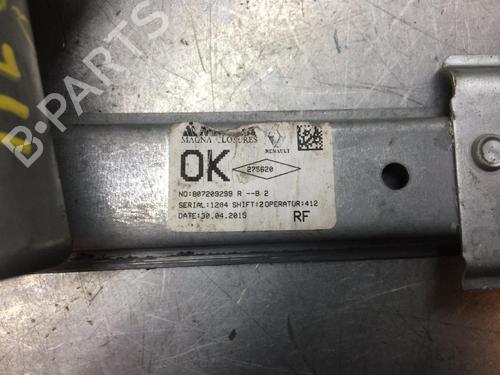 MAGNA
MAGNA CLOSURES
RENAULT
OK
275620
NO:807209299 R --B 2
SERIAL:1204 SHIFT:2 OPERATOR:412
DATE:30.04.2015
RF
B-PARTS